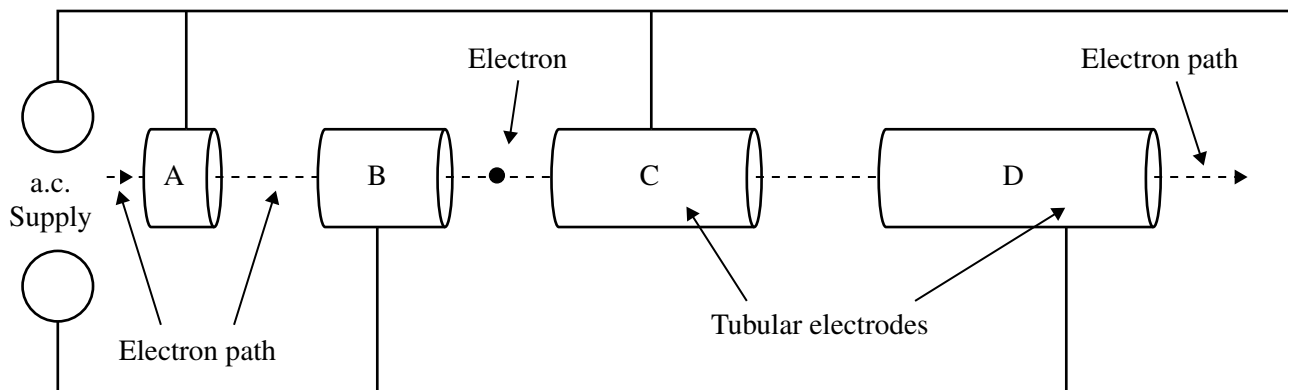 Electron
Electron path
A
B
C
D
a.c.
Supply
Tubular electrodes
Electron path